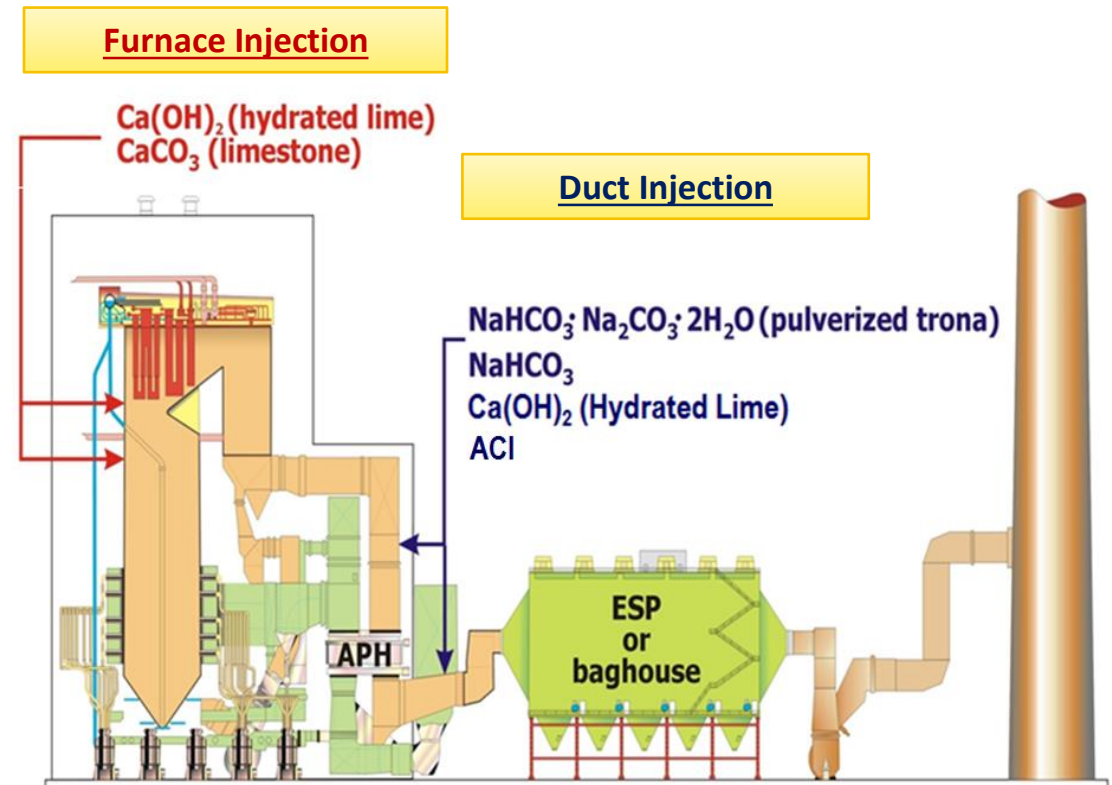 Furnace Injection
Ca(OH)₂ (hydrated lime)
CaCO₃ (limestone)
Duct Injection
NaHCO₃· Na₂CO₃· 2H₂O (pulverized trona)
NaHCO₃
Ca(OH)₂ (Hydrated Lime)
ACI
APH
ESP
or
baghouse